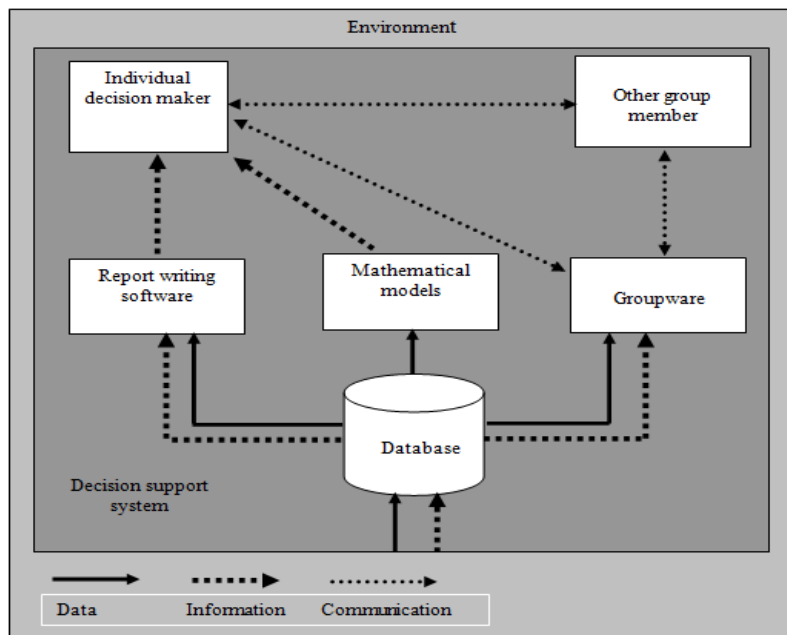 Environment
Individual
decision maker
Other group
member
Report writing
software
Mathematical
models
Groupware
Database
Decision support
system
Data Information Communication